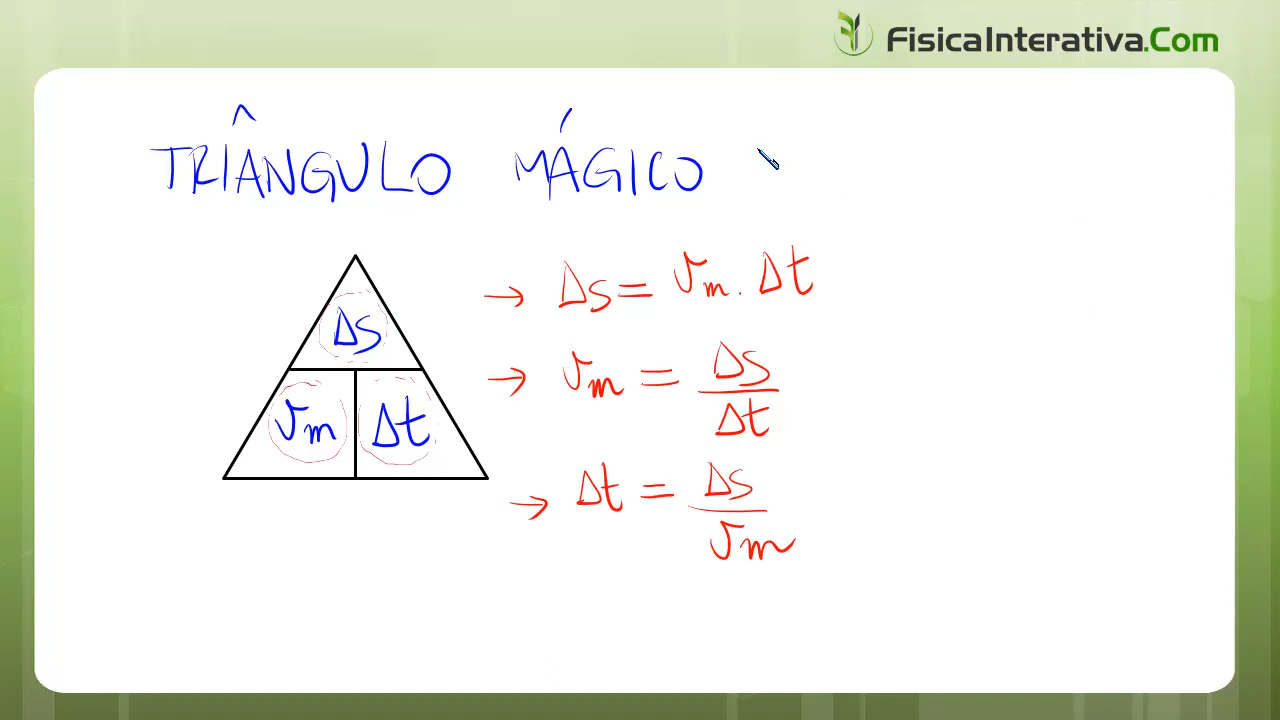 FisicaInterativa.Com
TRIÂNGULO MÁGICO
Δs
vm Δt
→ Δs = vm . Δt
→ vm = Δs / Δt
→ Δt = Δs / vm